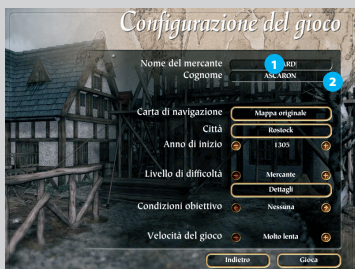 Configurazione del gioco
Nome del mercante
1
ARD
Cognome
ASCARON
2
Carta di navigazione
Mappa originale
Città
Rostock
Anno di inizio
1305
Livello di difficoltà
Mercante
Dettagli
Condizioni obiettivo
Nessuna
Velocità del gioco
Molto lenta
Indietro
Gioca